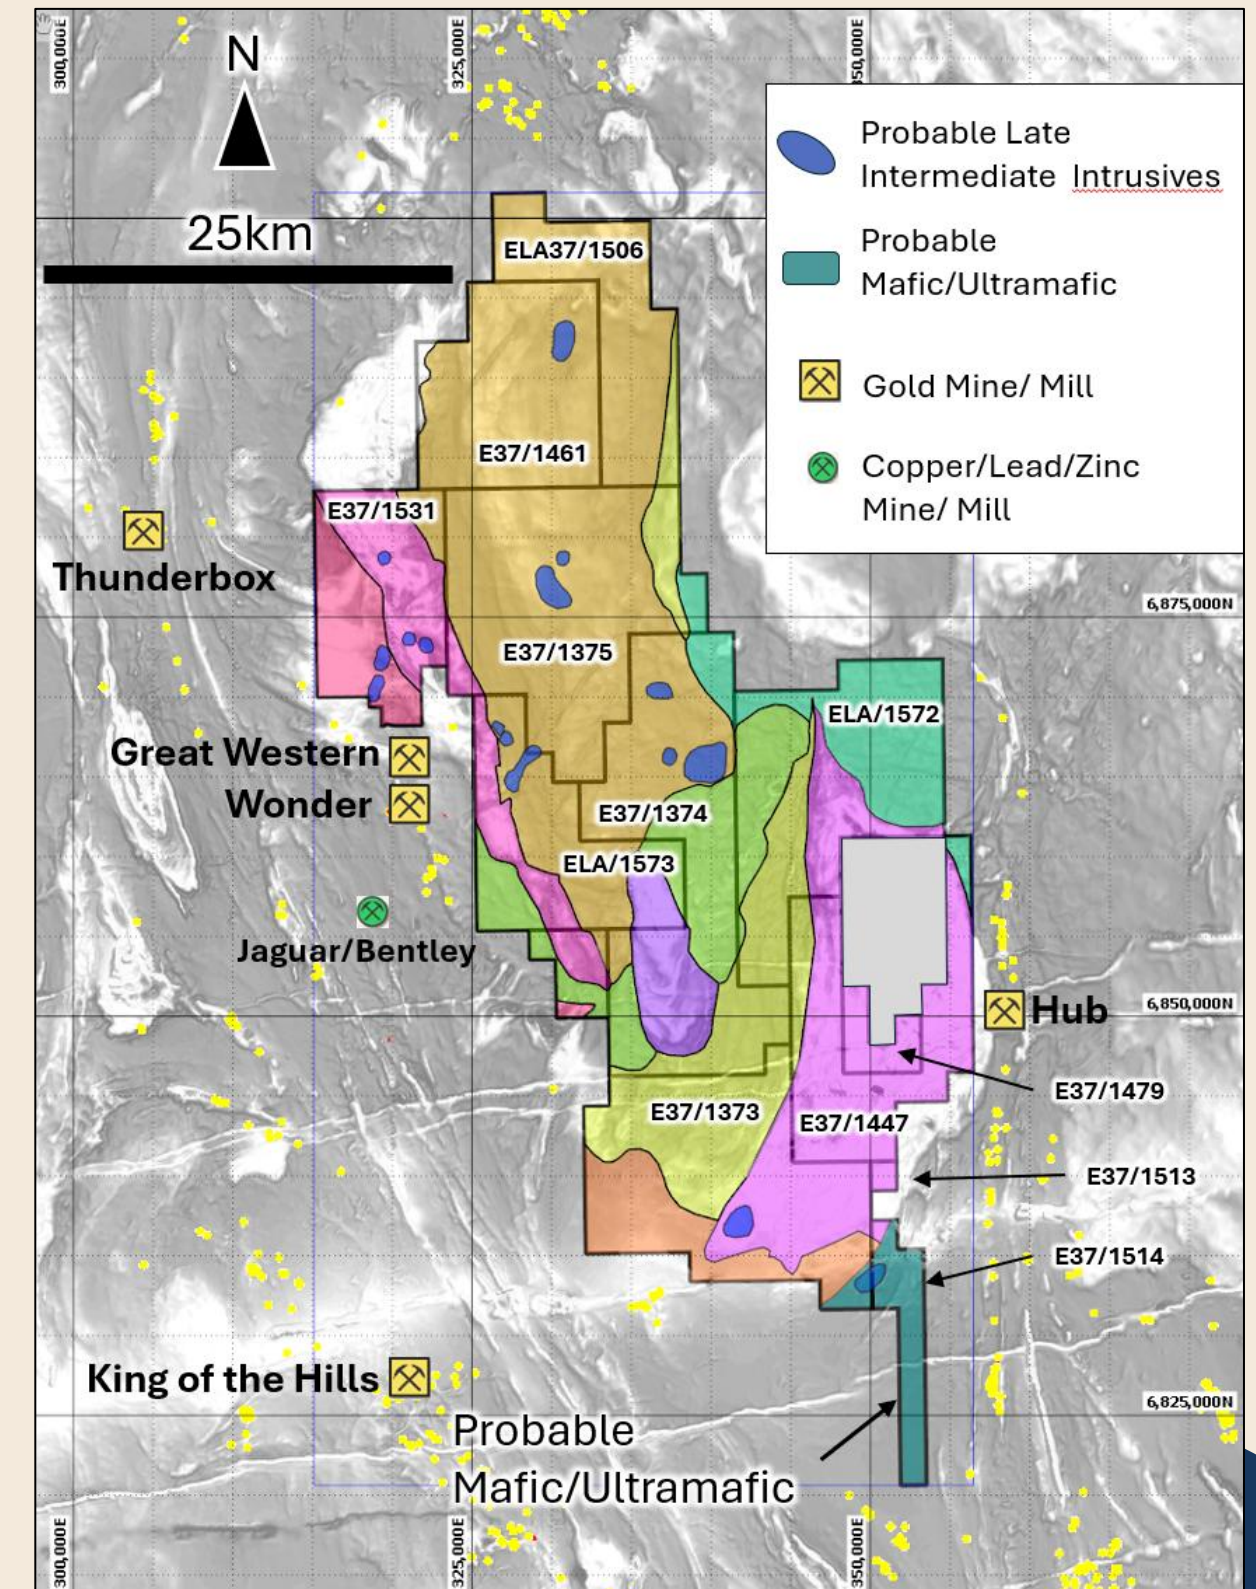 300,000E
325,000E
350,000E
N
25km
Probable Late
Intermediate Intrusives
Probable
Mafic/Ultramafic
Gold Mine/ Mill
Copper/Lead/Zinc
Mine/ Mill
ELA37/1506
E37/1461
E37/1531
Thunderbox
6,875,000N
E37/1375
ELA/1572
Great Western
Wonder
E37/1374
ELA/1573
Jaguar/Bentley
Hub
6,850,000N
E37/1479
E37/1373
E37/1447
E37/1513
E37/1514
King of the Hills
6,825,000N
Probable
Mafic/Ultramafic
300,000E
325,000E
350,000E